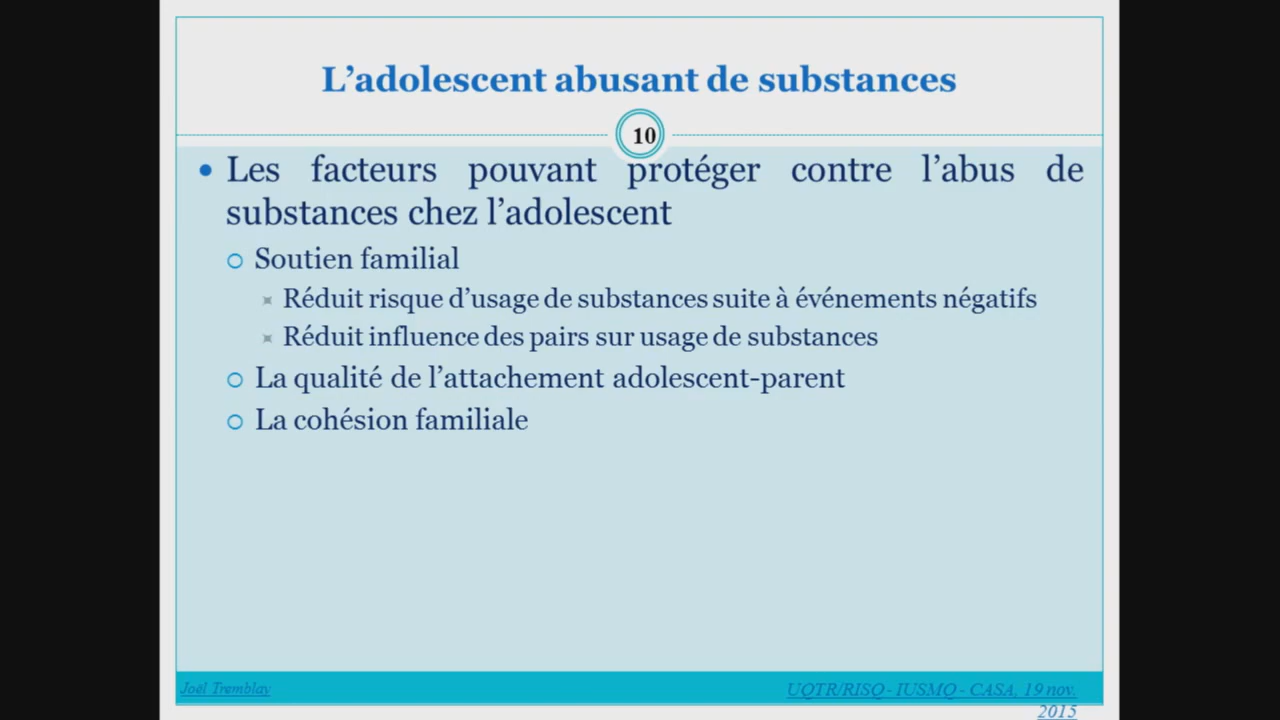 L’adolescent abusant de substances
10
Les facteurs pouvant protéger contre l’abus de
substances chez l’adolescent
Soutien familial
Réduit risque d’usage de substances suite à événements négatifs
Réduit influence des pairs sur usage de substances
La qualité de l’attachement adolescent-parent
La cohésion familiale
Joël Tremblay
UQTR/RISQ - IUSMQ - CASA, 19 nov.
2015